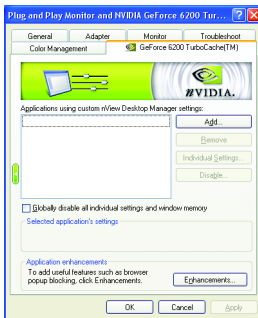 Plug and Play Monitor and NVIDIA GeForce 6200 Tur... ?
General Adapter Monitor Troubleshoot
Color Management GeForce 6200 TurboCache(TM)
nVIDIA.
Applications using custom nView Desktop Manager settings:
Add...
Remove
Individual Settings...
Disable...
Globally disable all individual settings and window memory
Selected application's settings
Application enhancements
To add useful features such as browser
popup blocking, click Enhancements.
Enhancements...
OK Cancel Apply